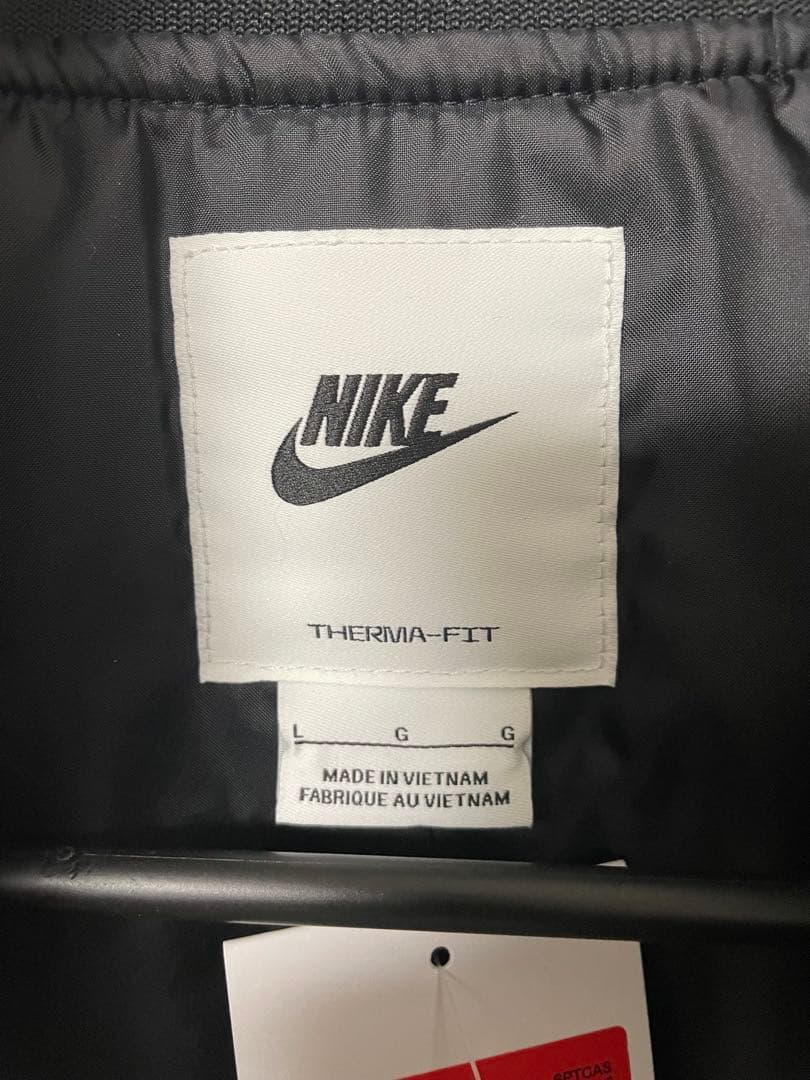 NIKE
THERMA-FIT
L G G
MADE IN VIETNAM
FABRIQUE AU VIETNAM